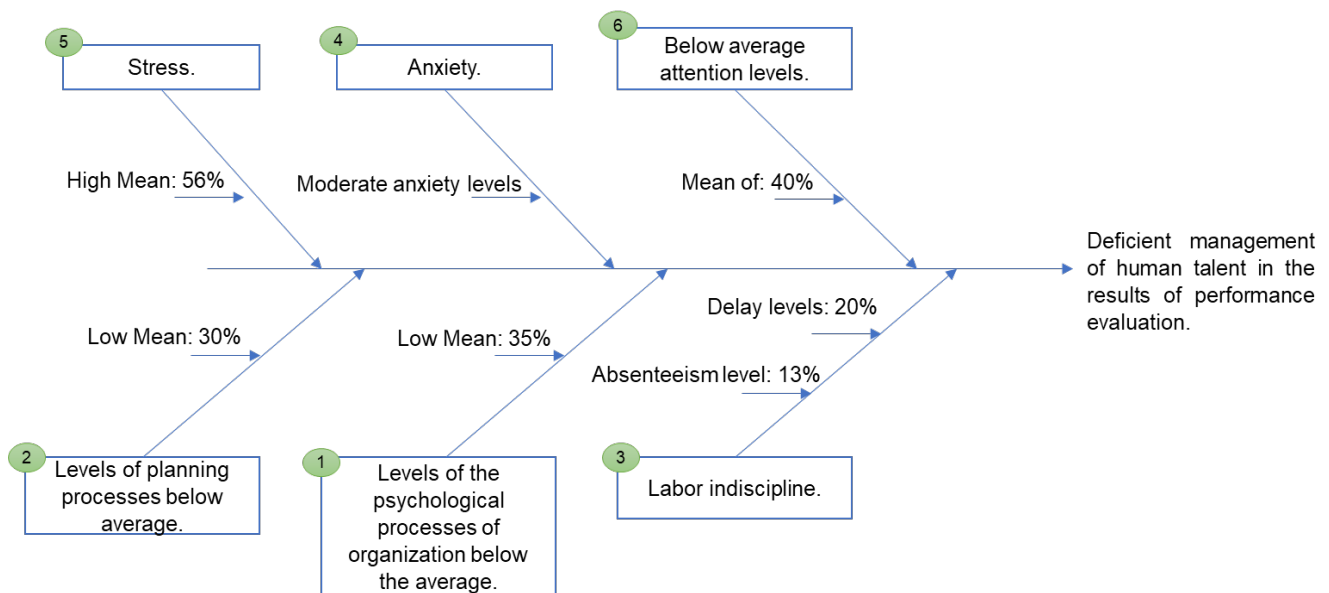 5
Stress.
4
Anxiety.
6
Below average
attention levels.
High Mean: 56%
Moderate anxiety levels
Mean of: 40%
Deficient management
of human talent in the
results of performance
evaluation.
Low Mean: 30%
Low Mean: 35%
Delay levels: 20%
Absenteeism level: 13%
2
Levels of planning
processes below
average.
1
Levels of the
psychological
processes of
organization below
the average.
3
Labor indiscipline.